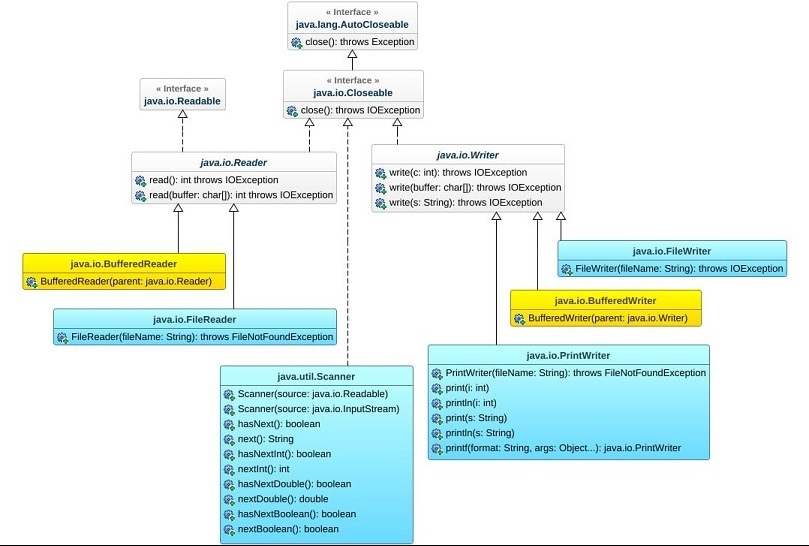 « Interface »
java.lang.AutoCloseable
close(): throws Exception
« Interface »
java.io.Readable
« Interface »
java.io.Closeable
close(): throws IOException
java.io.Reader
read(): int throws IOException
read(buffer: char[]): int throws IOException
java.io.Writer
write(c: int): throws IOException
write(buffer: char[]): throws IOException
write(s: String): throws IOException
java.io.BufferedReader
BufferedReader(parent: java.io.Reader)
java.io.FileWriter
FileWriter(fileName: String): throws IOException
java.io.FileReader
FileReader(fileName: String): throws FileNotFoundException
java.io.BufferedWriter
BufferedWriter(parent: java.io.Writer)
java.util.Scanner
Scanner(source: java.io.Readable)
Scanner(source: java.io.InputStream)
hasNext(): boolean
next(): String
hasNextInt(): boolean
nextInt(): int
hasNextDouble(): boolean
nextDouble(): double
hasNextBoolean(): boolean
nextBoolean(): boolean
java.io.PrintWriter
PrintWriter(fileName: String): throws FileNotFoundException
print(i: int)
println(i: int)
print(s: String)
println(s: String)
printf(format: String, args: Object...): java.io.PrintWriter